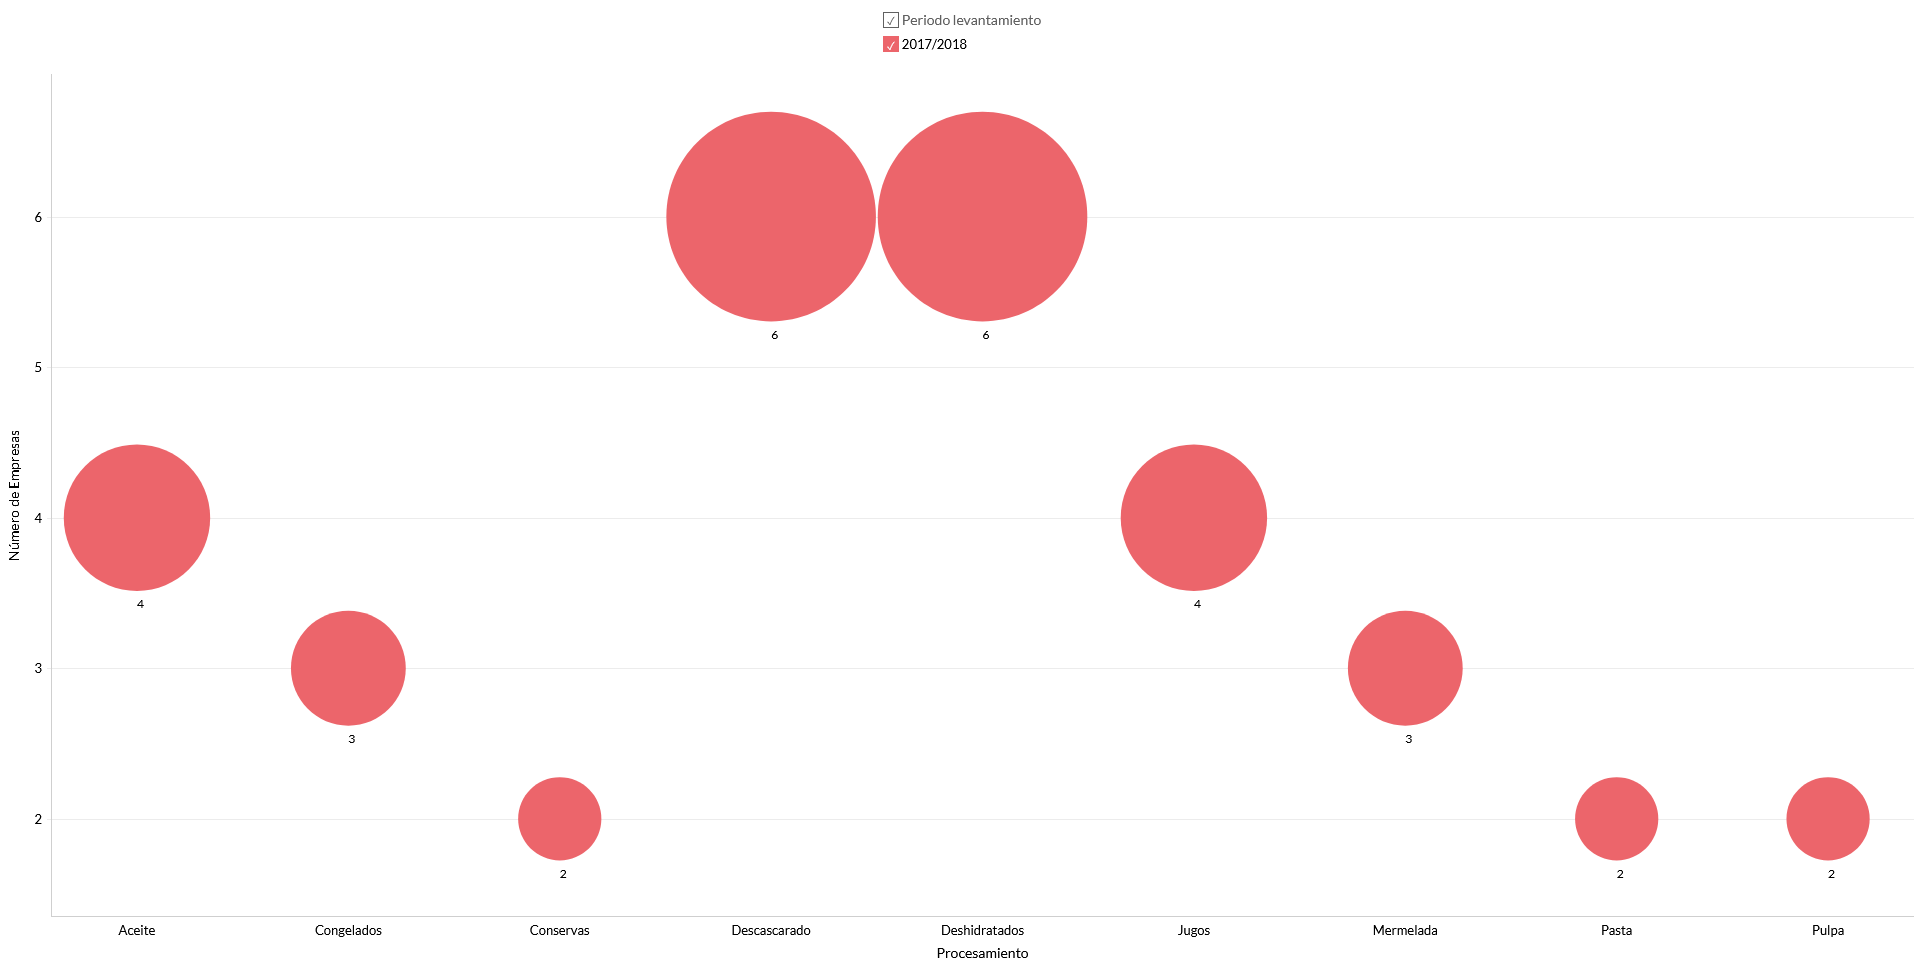 Periodo levantamiento
2017/2018
Número de Empresas
6
5
4
3
2
4
3
2
6
6
4
3
2
2
Aceite
Congelados
Conservas
Descascarado
Deshidratados
Jugos
Mermelada
Pasta
Pulpa
Procesamiento